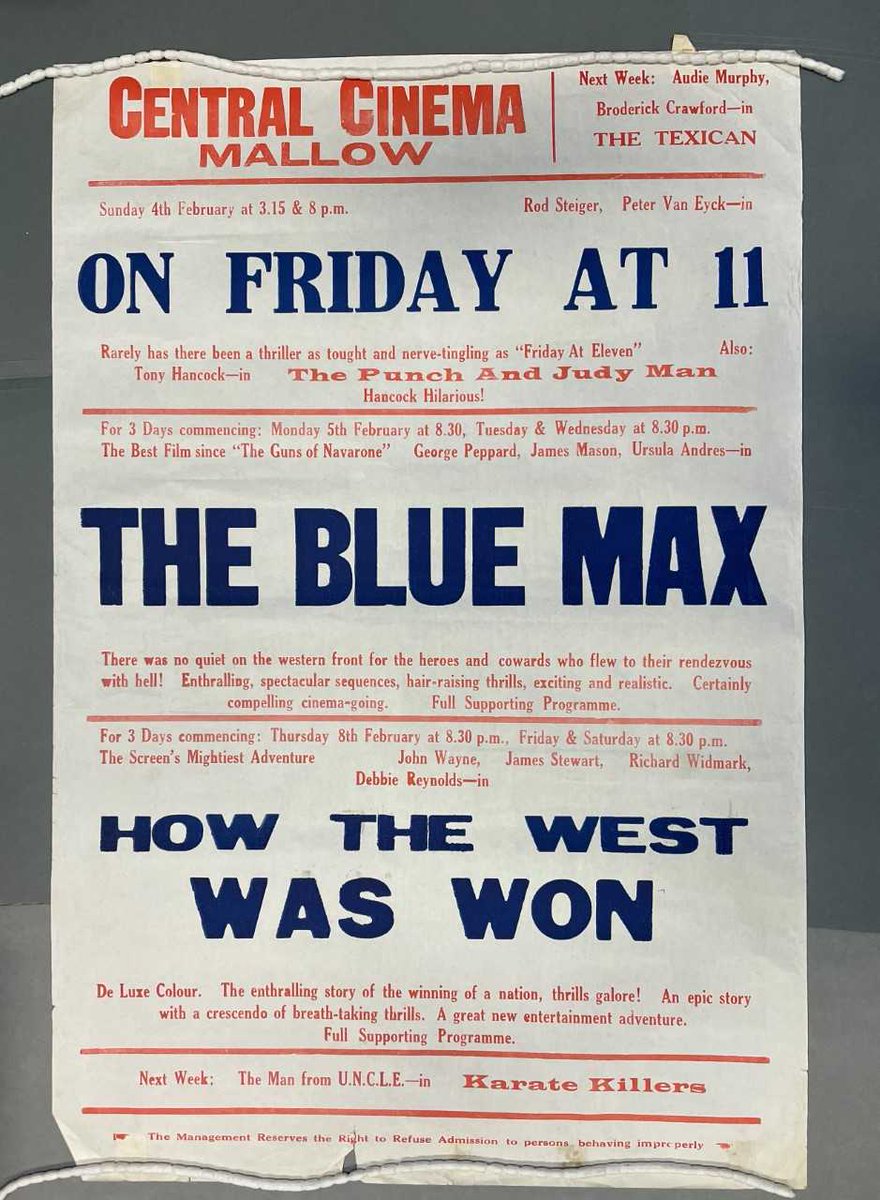 CENTRAL CINEMA
MALLOW
Next Week: Audie Murphy,
Broderick Crawford—in
THE TEXICAN
Sunday 4th February at 3.15 & 8 p.m. Rod Steiger, Peter Van Eyck—in
ON FRIDAY AT 11
Rarely has there been a thriller as tought and nerve-tingling as "Friday At Eleven" Also:
Tony Hancock—in The Punch And Judy Man
Hancock Hilarious!
For 3 Days commencing: Monday 5th February at 8.30, Tuesday & Wednesday at 8.30 p.m.
The Best Film since "The Guns of Navarone" George Peppard, James Mason, Ursula Andres—in
THE BLUE MAX
There was no quiet on the western front for the heroes and cowards who flew to their rendezvous
with hell! Enthralling, spectacular sequences, hair-raising thrills, exciting and realistic. Certainly
compelling cinema-going. Full Supporting Programme.
For 3 Days commencing: Thursday 8th February at 8.30 p.m., Friday & Saturday at 8.30 p.m.
The Screen's Mightiest Adventure John Wayne, James Stewart, Richard Widmark,
Debbie Reynolds—in
HOW THE WEST
WAS WON
De Luxe Colour. The enthralling story of the winning of a nation, thrills galore! An epic story
with a crescendo of breath-taking thrills. A great new entertainment adventure.
Full Supporting Programme.
Next Week: The Man from U.N.C.L.E.—in Karate Killers
The Management Reserves the Right to Refuse Admission to persons behaving improperly